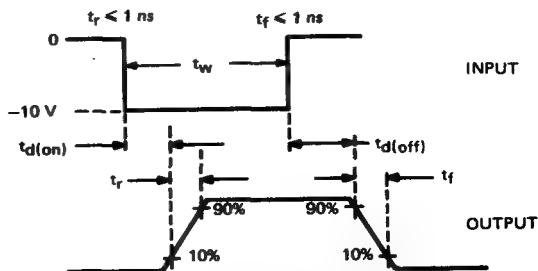 tr ≤ 1 ns
tf ≤ 1 ns
0
tw
INPUT
−10 V
td(on)
td(off)
tr
tf
90%
90%
OUTPUT
10%
10%